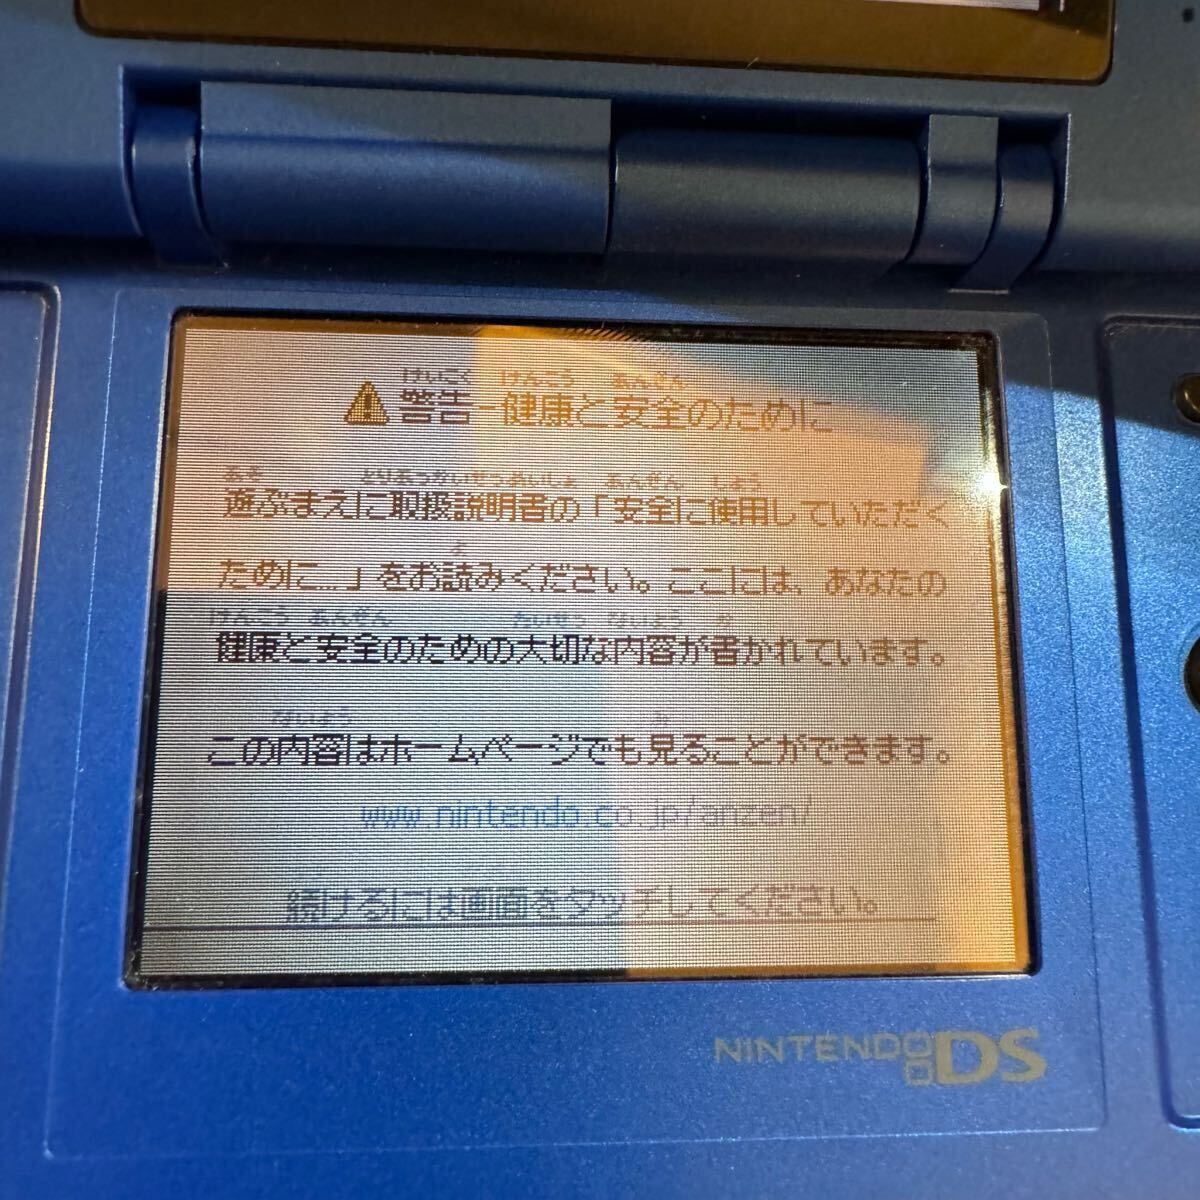 けいこく けんこう あんぜん
警告-健康と安全のために
あそ とりあつかいせつめいしょ あんぜん しよう
遊ぶまえに取扱説明書の「安全に使用していただく
よ
ために...」をお読みください。ここには、あなたの
けんこう あんぜん たいせつ ないよう か
健康と安全のための大切な内容が書かれています。
ないよう み
この内容はホームページでも見ることができます。
www.nintendo.co.jp/anzen/
続けるには画面をタッチしてください。
NINTENDO DS